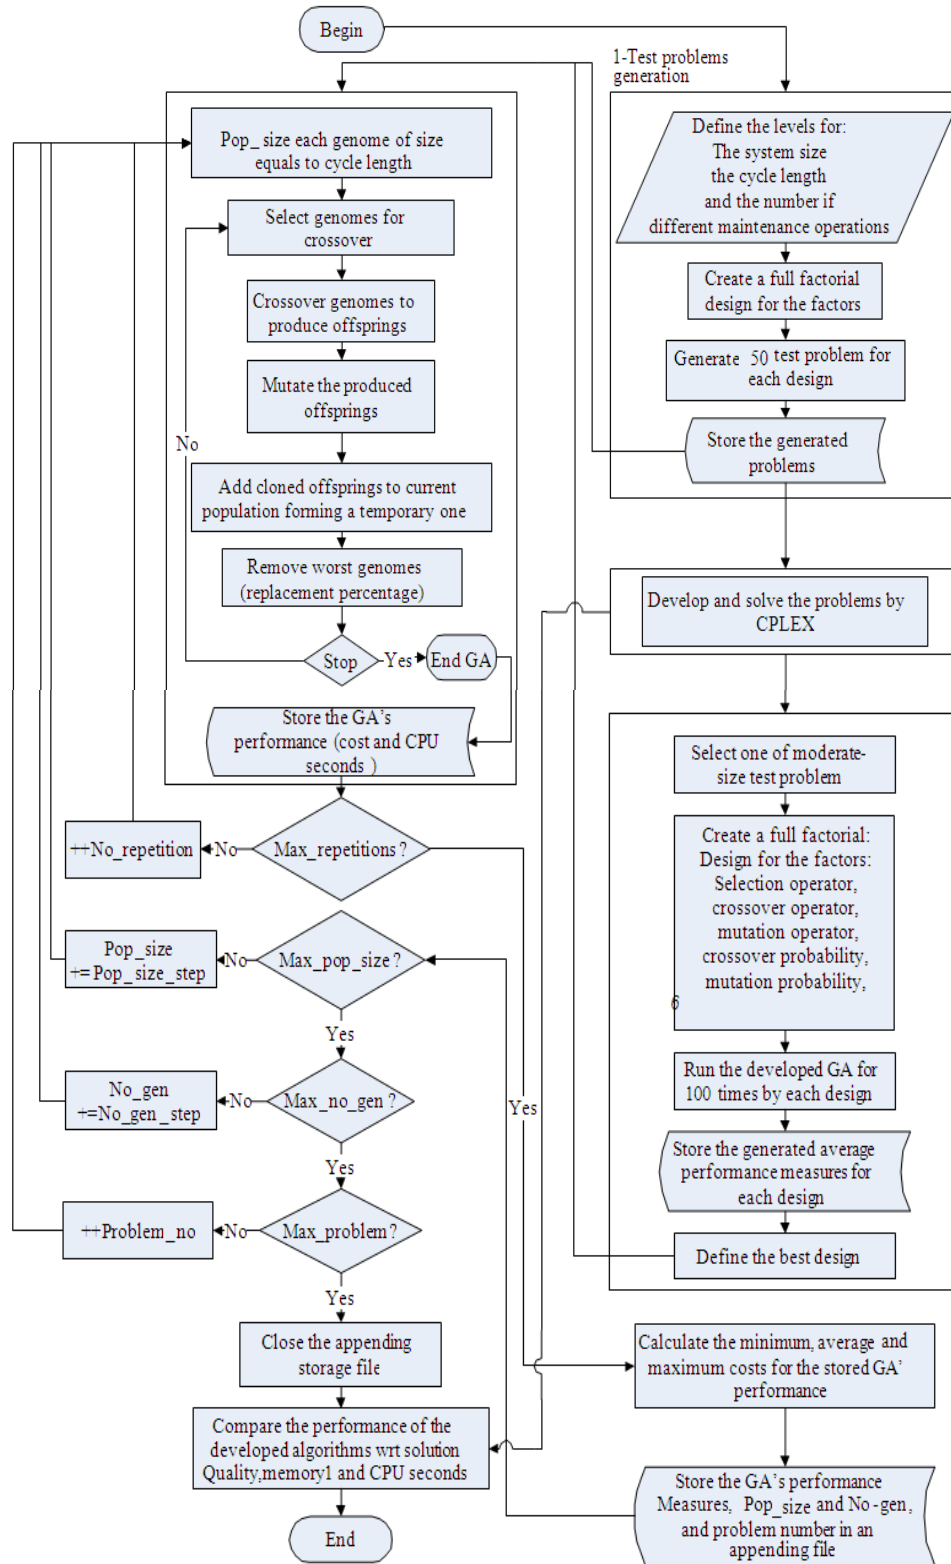 Begin
1-Test problems
generation
Define the levels for:
The system size
the cycle length
and the number if
different maintenance operations
Create a full factorial
design for the factors
Generate 50 test problem for
each design
Store the generated
problems
Develop and solve the problems by
CPLEX
Select one of moderate-
size test problem
Create a full factorial:
Design for the factors:
Selection operator,
crossover operator,
mutation operator,
crossover probability,
mutation probability,
6
Run the developed GA for
100 times by each design
Store the generated average
performance measures for
each design
Define the best design
Pop_ size each genome of size
equals to cycle length
Select genomes for
crossover
Crossover genomes to
produce offsprings
Mutate the produced
offsprings
No
Add cloned offsprings to current
population forming a temporary one
Remove worst genomes
(replacement percentage)
Stop
Yes
End GA
Store the GA's
performance (cost and CPU
seconds )
Max_repetitions ?
No
++No_repetition
Yes
Max_pop_size ?
No
Pop_size
+= Pop_size_step
Yes
Max_no_gen ?
No
No_gen
+=No_gen_step
Yes
Max_problem ?
No
++Problem_no
Yes
Close the appending
storage file
Compare the performance of the
developed algorithms wrt solution
Quality,memory1 and CPU seconds
End
Calculate the minimum, average and
maximum costs for the stored GA'
performance
Store the GA's performance
Measures, Pop_size and No-gen,
and problem number in an
appending file